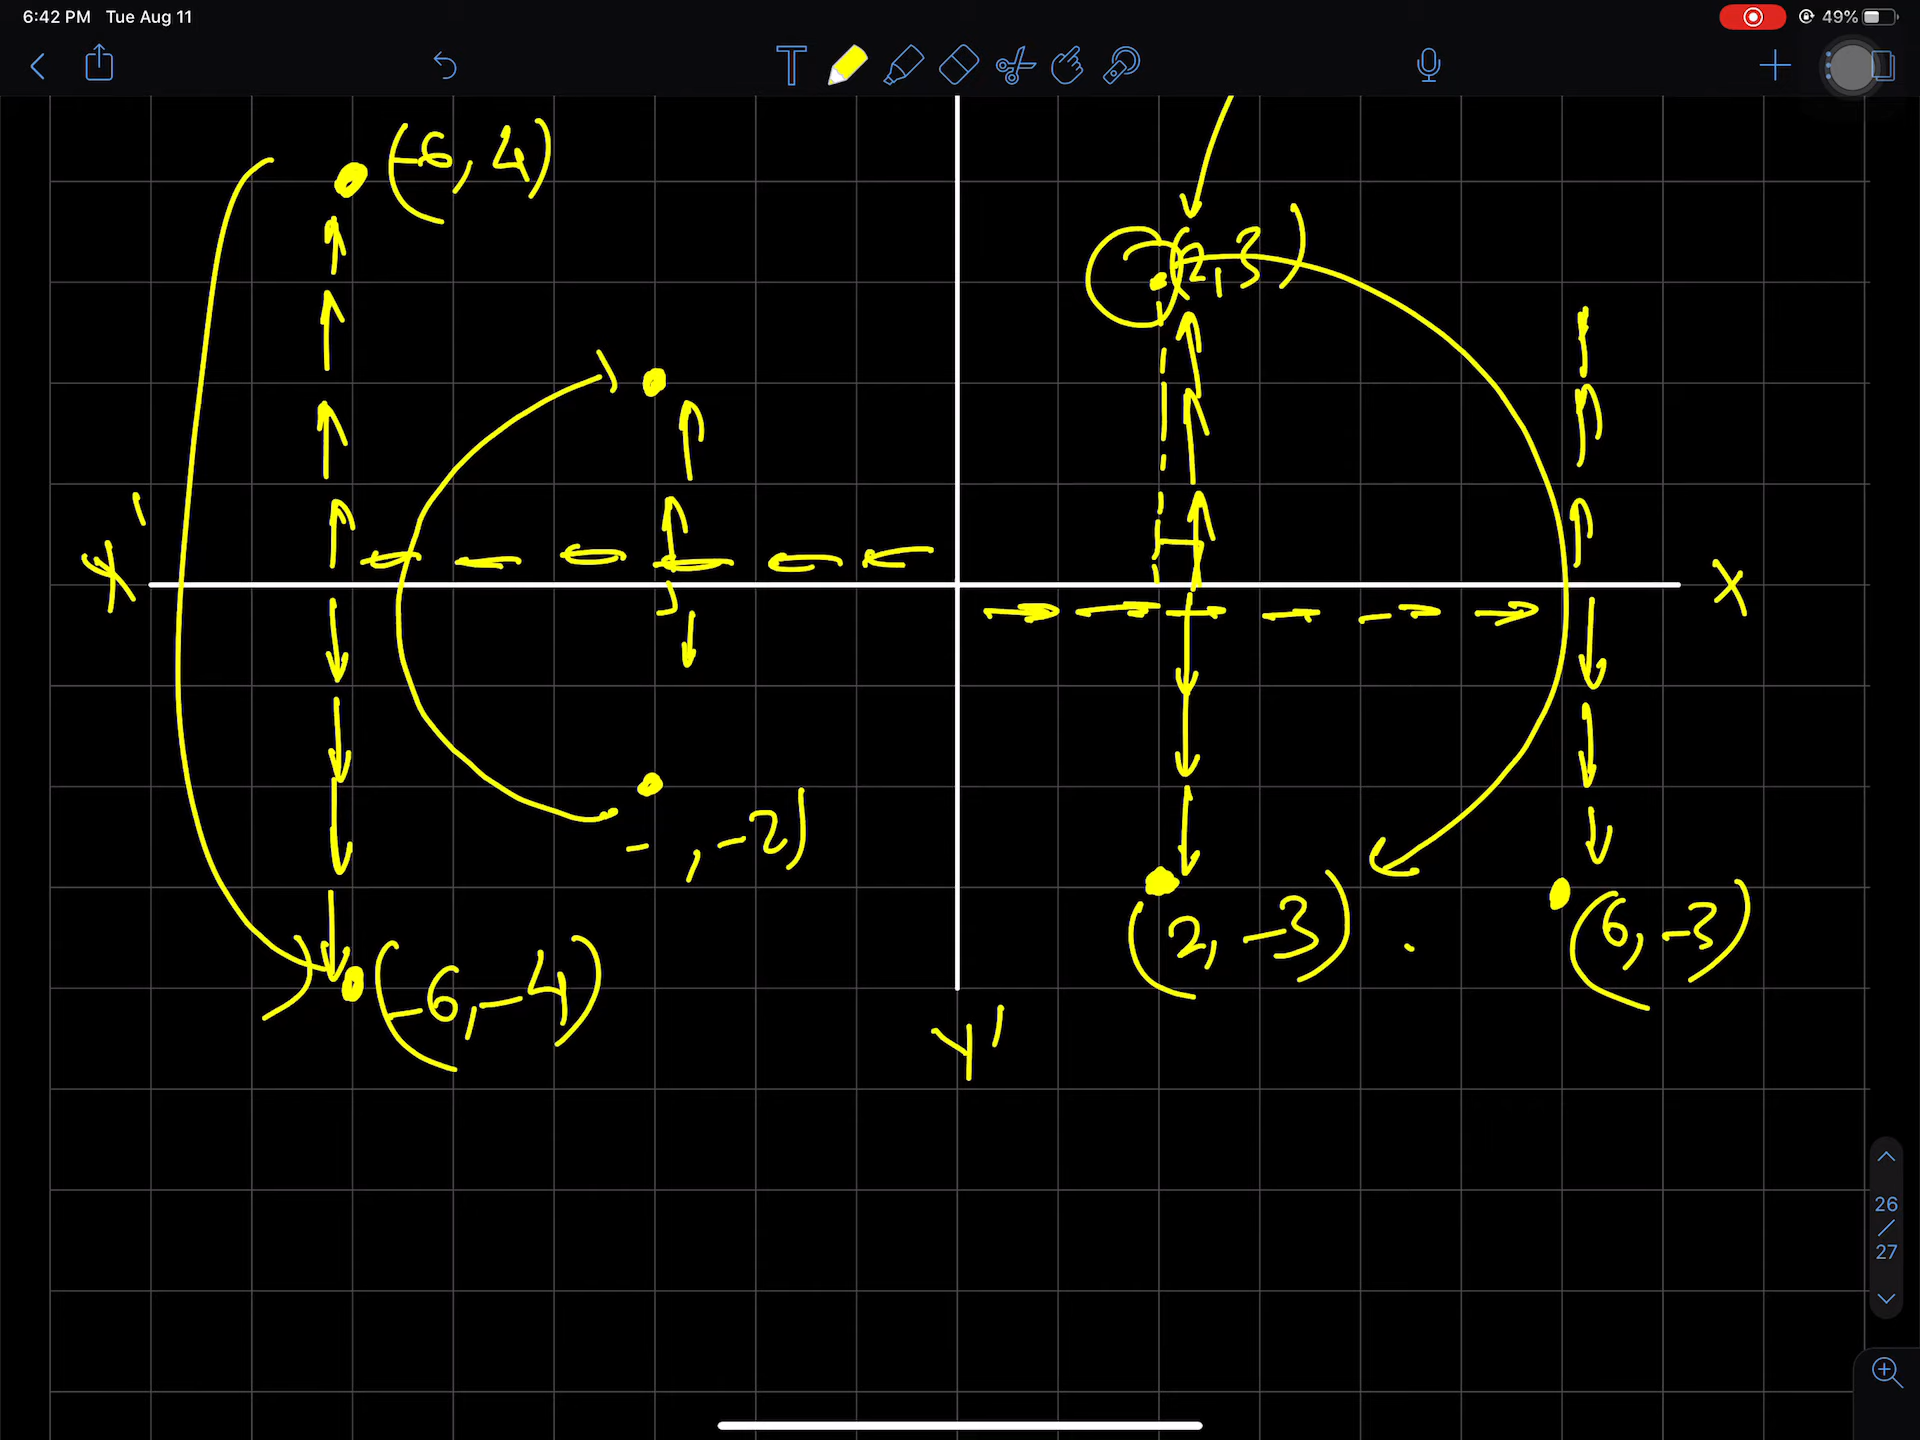 6:42 PM Tue Aug 11
49%
T
(-6, 4)
(2, 3)
X'
X
- , -2)
(2, -3) .
(6, -3)
(-6, -4)
Y'
26
/
27